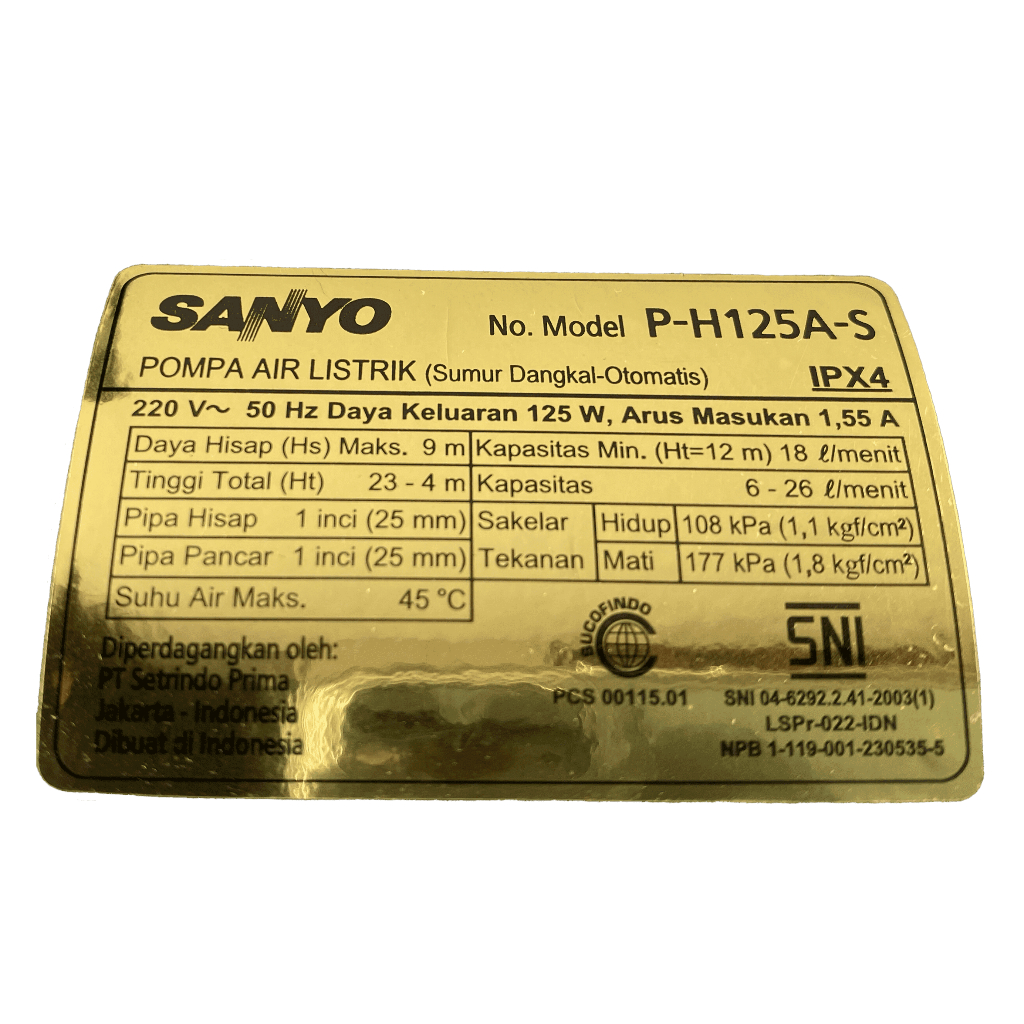 SANYO No. Model P-H125A-S
POMPA AIR LISTRIK (Sumur Dangkal-Otomatis) IPX4
220 V～ 50 Hz Daya Keluaran 125 W, Arus Masukan 1,55 A
Daya Hisap (Hs) Maks. 9 m Kapasitas Min. (Ht=12 m) 18 ℓ/menit
Tinggi Total (Ht) 23 - 4 m Kapasitas 6 - 26 ℓ/menit
Pipa Hisap 1 inci (25 mm) Sakelar Hidup 108 kPa (1,1 kgf/cm²)
Pipa Pancar 1 inci (25 mm) Tekanan Mati 177 kPa (1,8 kgf/cm²)
Suhu Air Maks. 45 °C
Diperdagangkan oleh:
PT Setrindo Prima
Jakarta - Indonesia
Dibuat di Indonesia
SUCOFINDO
PCS 00115.01
SNI
SNI 04-6292.2.41-2003(1)
LSPr-022-IDN
NPB 1-119-001-230535-5